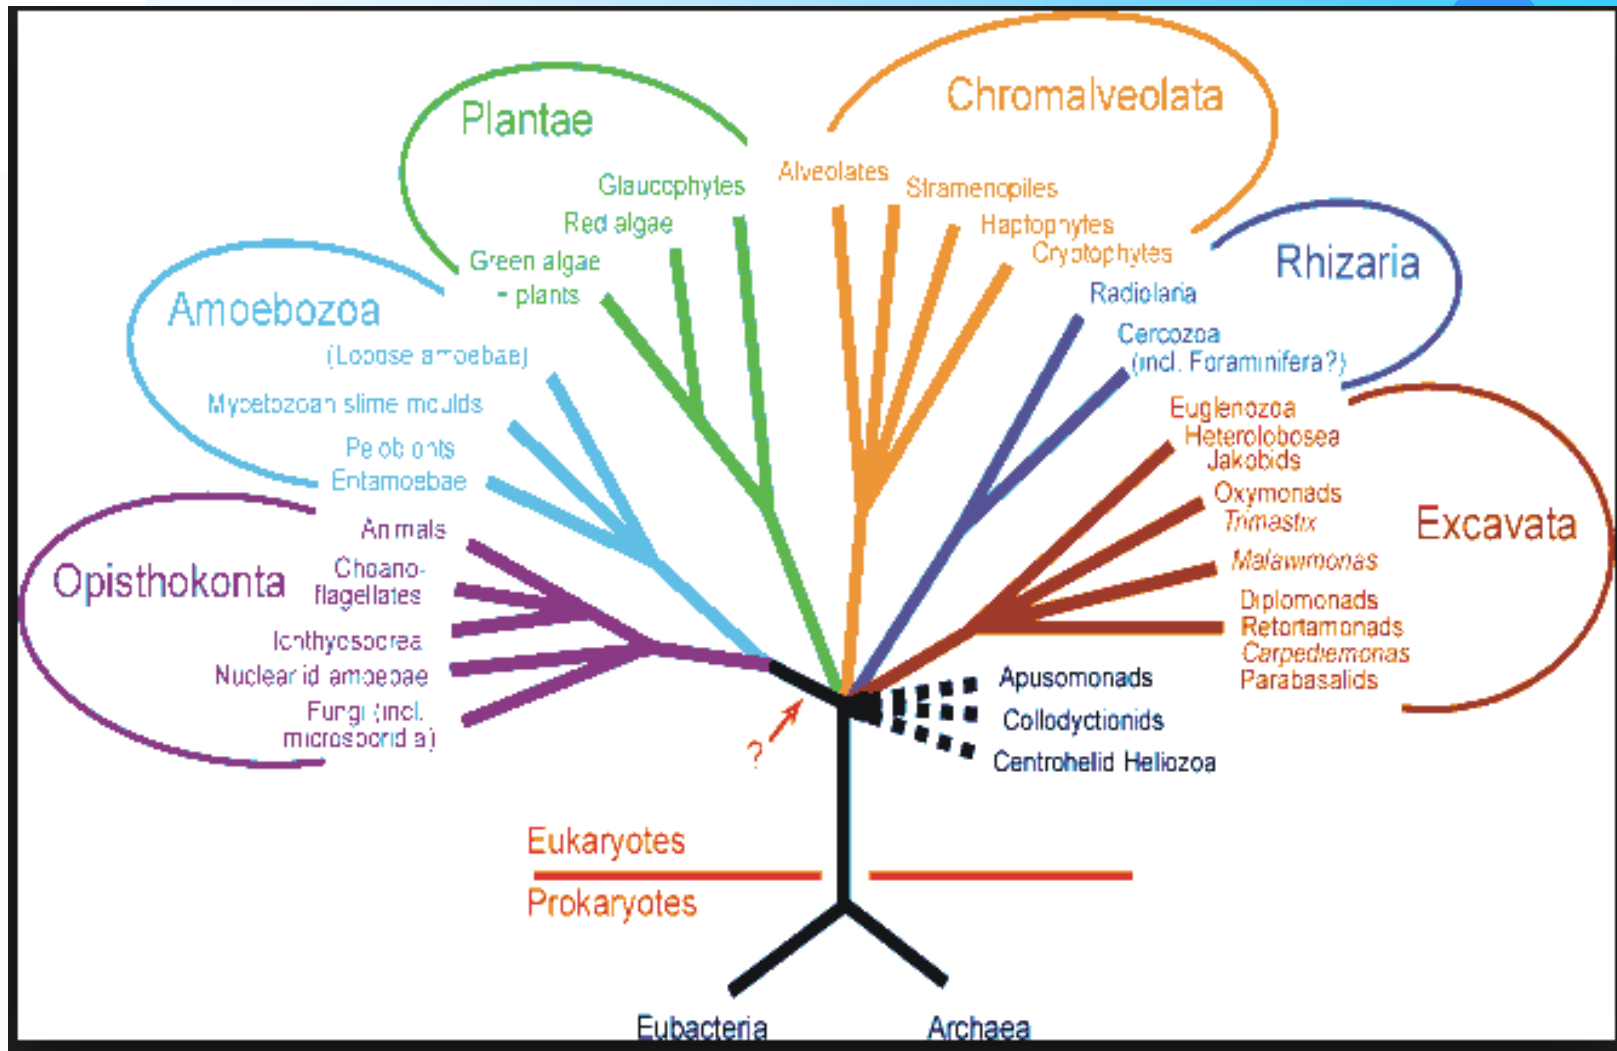 Plantae
Glaucophytes
Red algae
Green algae
- plants
Chromalveolata
Alveolates
Stramenopiles
Haptophytes
Cryptophytes
Rhizaria
Radiolaria
Cercozoa
(incl. Foraminifera?)
Amoebozoa
(Lobose amoebae)
Mycetozoan slime moulds
Pelobionts
Entamoebae
Excavata
Euglenozoa
Heterolobosea
Jakobids
Oxymonads
Trimastix
Malawimonas
Diplomonads
Retortamonads
Carpediemonas
Parabasalids
Opisthokonta
Animals
Choano-
flagellates
Ichthyosporea
Nucleariid amoebae
Fungi (incl.
microsporidia)
Apusomonads
Collodyctionids
Centrohelid Heliozoa
?
Eukaryotes
Prokaryotes
Eubacteria
Archaea